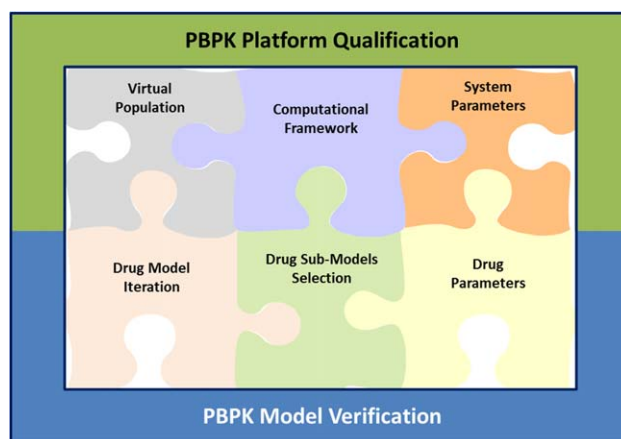 PBPK Platform Qualification
Virtual
Population
Computational
Framework
System
Parameters
Drug Model
Iteration
Drug Sub-Models
Selection
Drug
Parameters
PBPK Model Verification